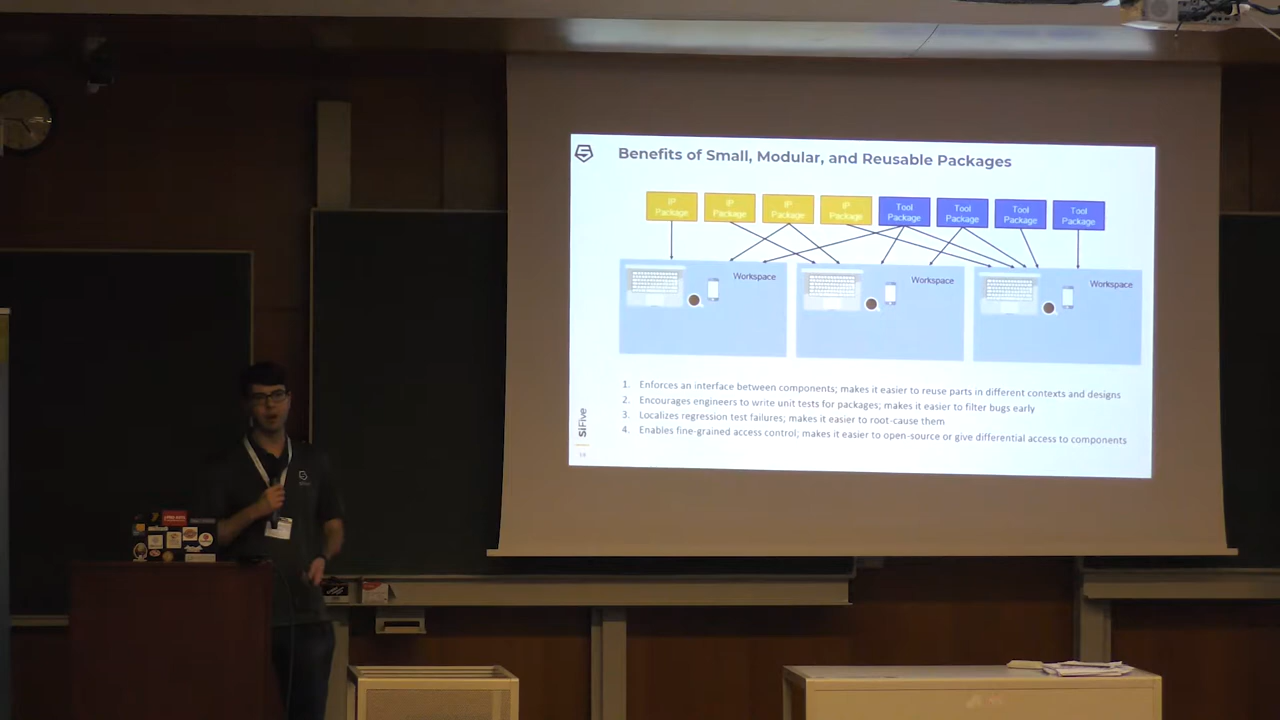 Benefits of Small, Modular, and Reusable Packages
IP Package
IP Package
IP Package
IP Package
Tool Package
Tool Package
Tool Package
Tool Package
Workspace
Workspace
Workspace
1. Enforces an interface between components; makes it easier to reuse parts in different contexts and designs
2. Encourages engineers to write unit tests for packages; makes it easier to filter bugs early
3. Localizes regression test failures; makes it easier to root-cause them
4. Enables fine-grained access control; makes it easier to open-source or give differential access to components
SiFive